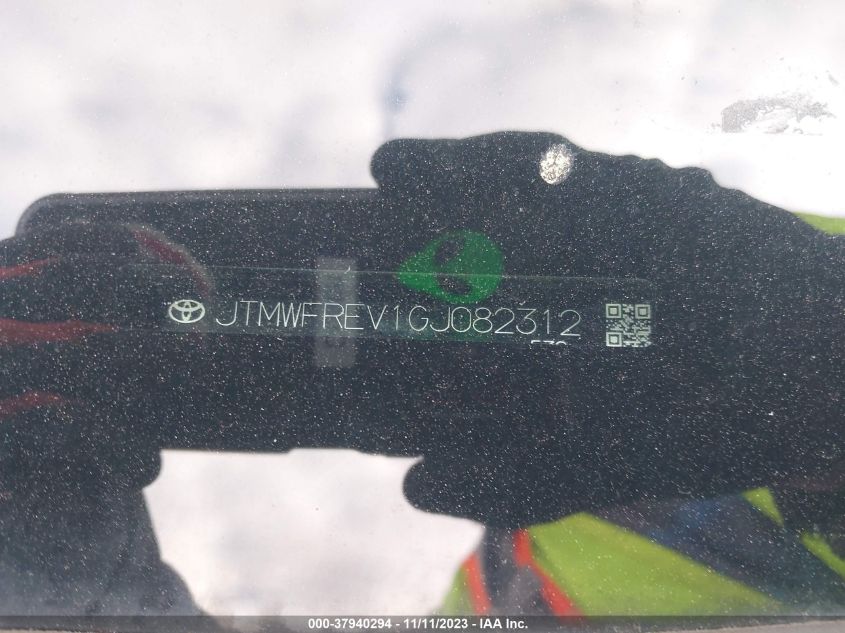 JTMWFREV1GJ082312
000-37940294 - 11/11/2023 - IAA Inc.